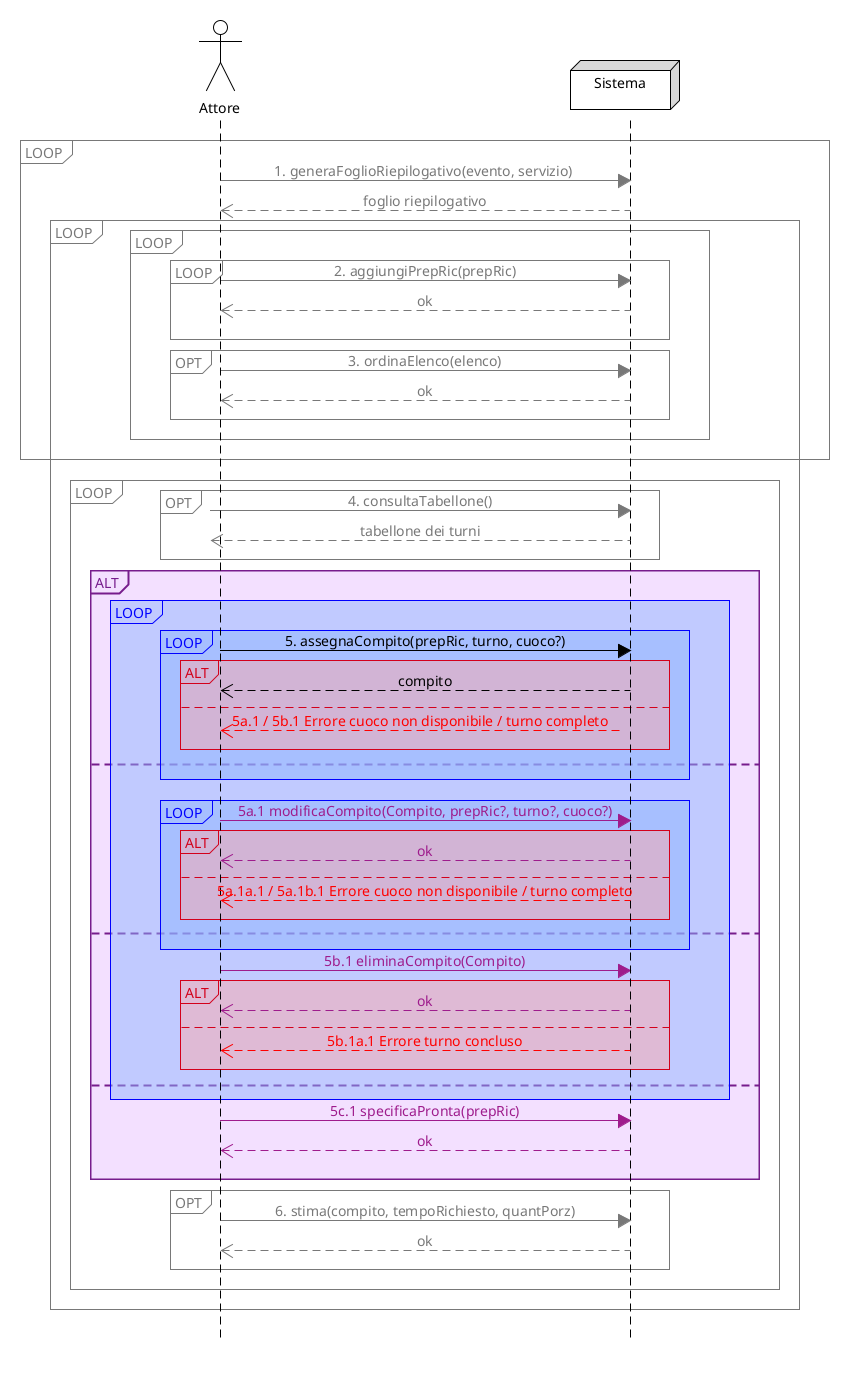 Attore
Sistema
LOOP
1. generaFoglioRiepilogativo(evento, servizio)
foglio riepilogativo
LOOP
LOOP
LOOP
2. aggiungiPrepRic(prepRic)
ok
OPT
3. ordinaElenco(elenco)
ok
LOOP
OPT
4. consultaTabellone()
tabellone dei turni
ALT
LOOP
LOOP
5. assegnaCompito(prepRic, turno, cuoco?)
ALT
compito
5a.1 / 5b.1 Errore cuoco non disponibile / turno completo
LOOP
5a.1 modificaCompito(Compito, prepRic?, turno?, cuoco?)
ALT
ok
5a.1a.1 / 5a.1b.1 Errore cuoco non disponibile / turno completo
5b.1 eliminaCompito(Compito)
ALT
ok
5b.1a.1 Errore turno concluso
5c.1 specificaPronta(prepRic)
ok
OPT
6. stima(compito, tempoRichiesto, quantPorz)
ok